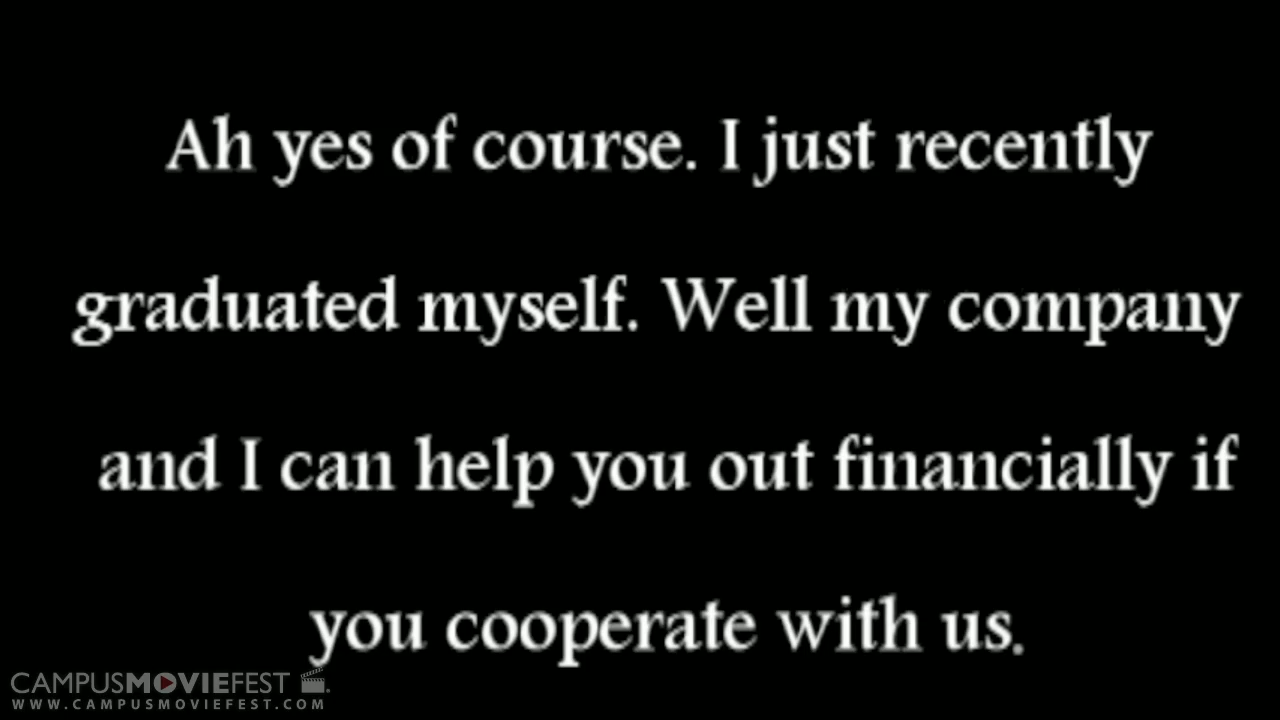 Ah yes of course. I just recently
graduated myself. Well my company
and I can help you out financially if
you cooperate with us.
CAMPUSMOVIEFEST
WWW.CAMPUSMOVIEFEST.COM